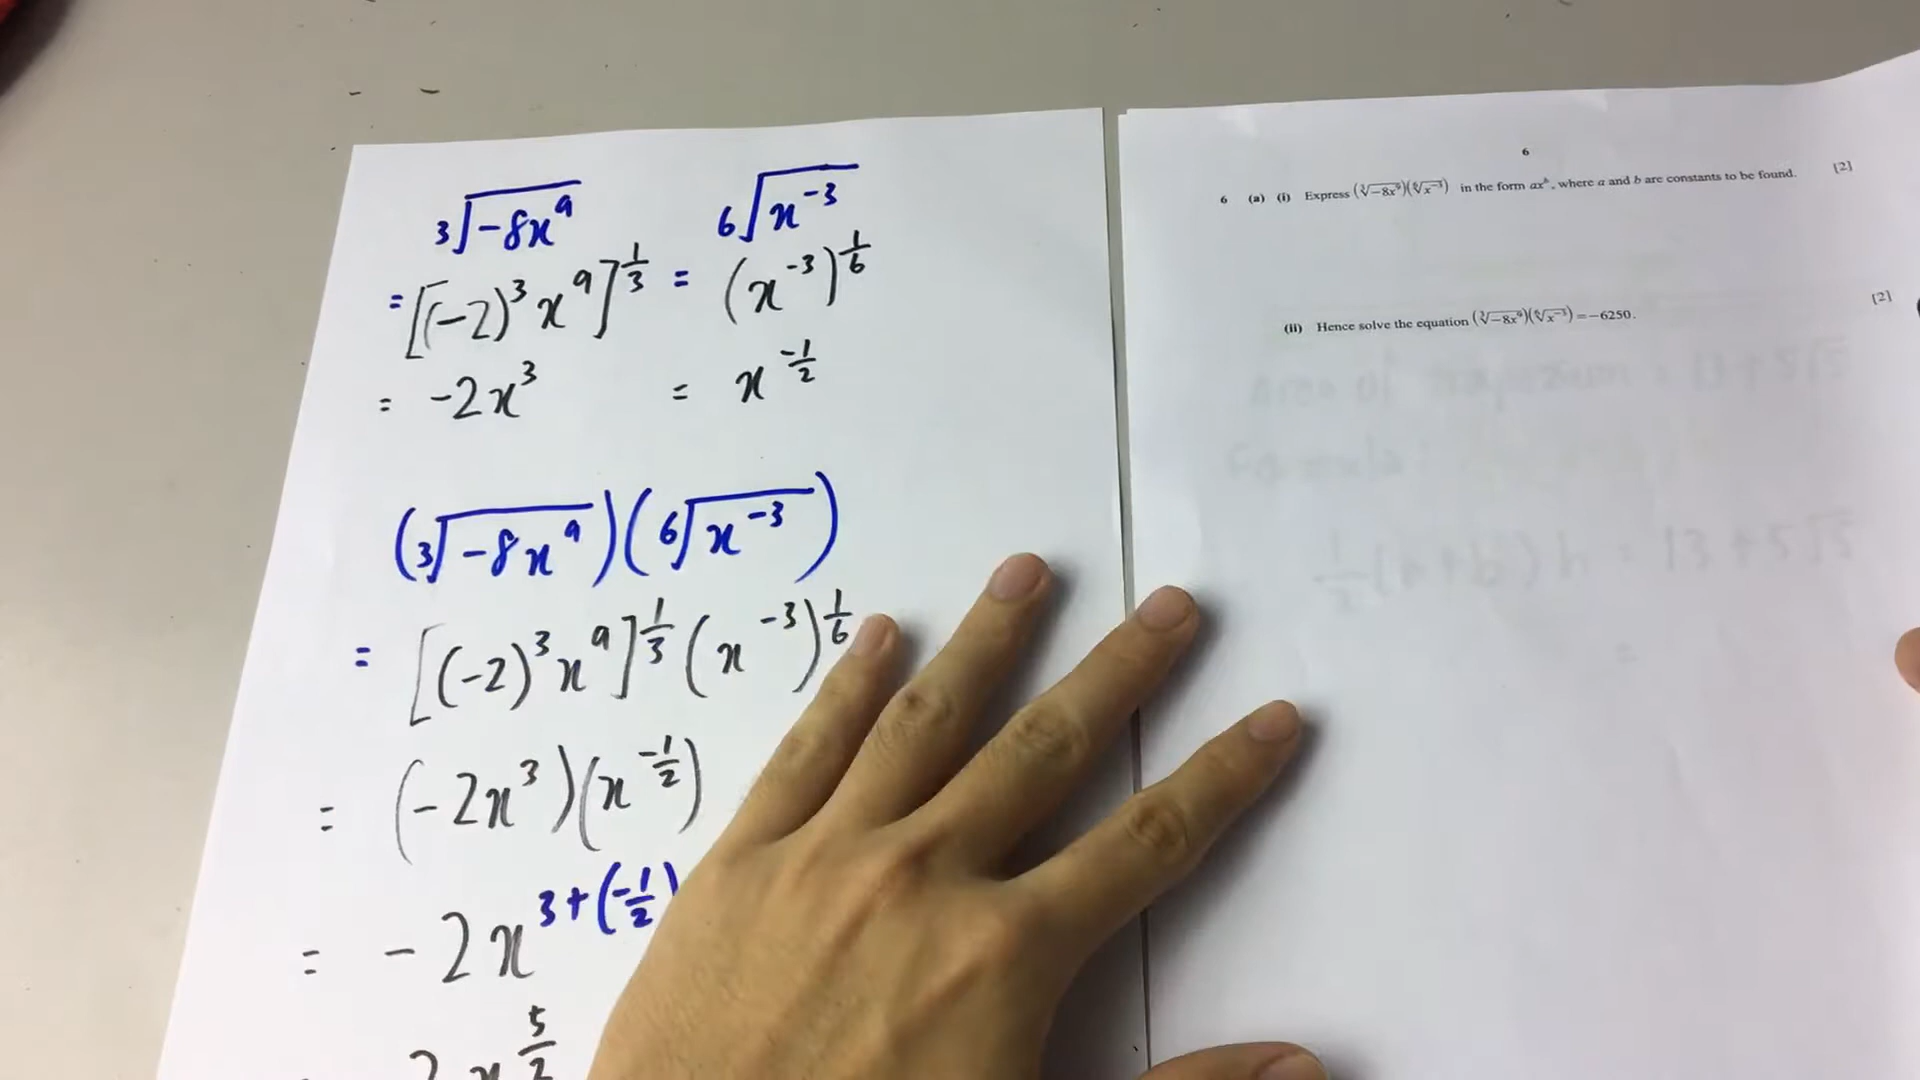 ∛(-8x⁹) ⁶√(x⁻³)
= [(-2)³x⁹]^(1/3) = (x⁻³)^(1/6)
= -2x³ = x^(-1/2)
(∛(-8x⁹))(⁶√(x⁻³))
= [(-2)³x⁹]^(1/3) (x⁻³)^(1/6)
= (-2x³)(x^(-1/2))
= -2x^(3+(-1/2))
2x^(5/2)
6
6 (a) (i) Express (∛(-8x⁹))(⁶√(x⁻³)) in the form axᵇ, where a and b are constants to be found. [2]
(ii) Hence solve the equation (∛(-8x⁹))(⁶√(x⁻³)) = -6250. [2]